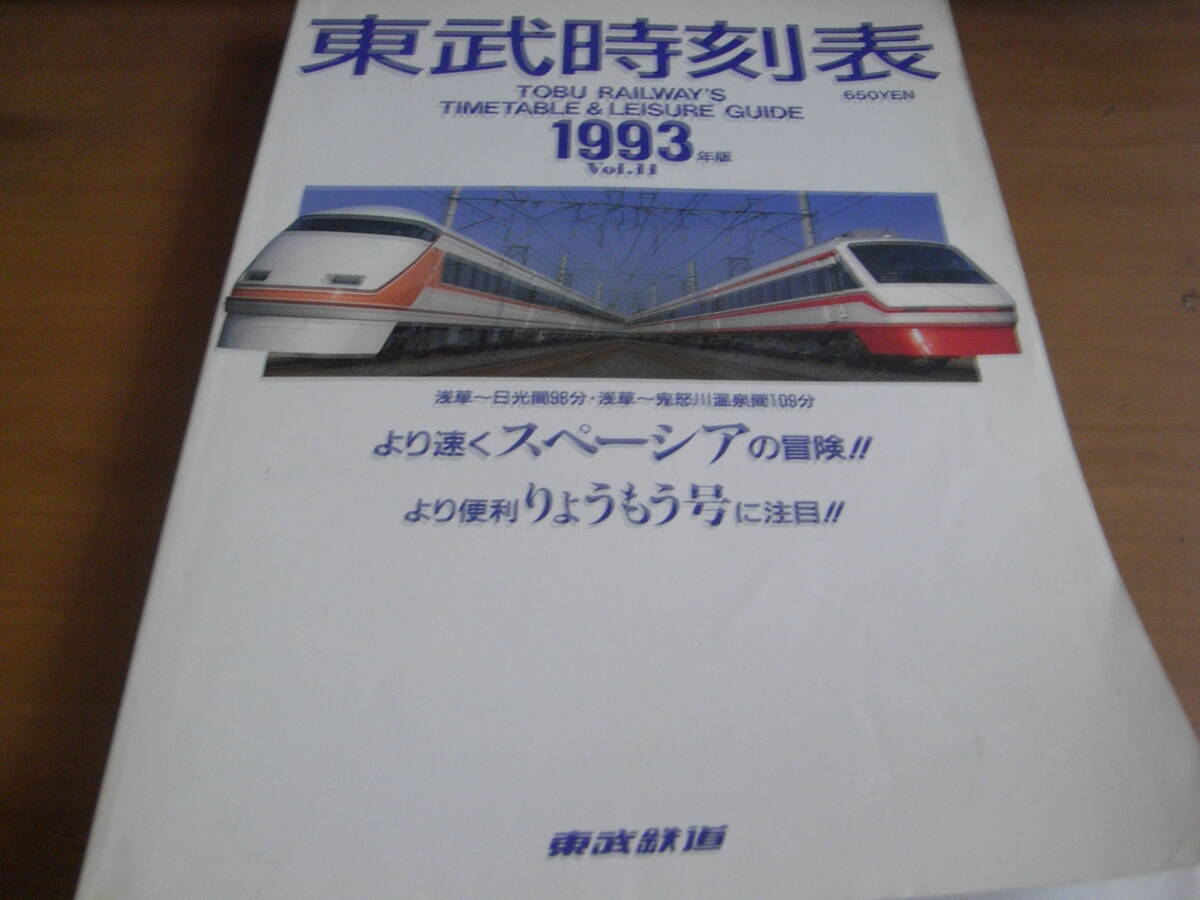 東武時刻表
TOBU RAILWAY'S
TIMETABLE & LEISURE GUIDE
650YEN
1993年版
Vol.11
浅草〜日光間98分・浅草〜鬼怒川温泉間109分
より速くスペーシアの冒険!!
より便利りょうもう号に注目!!
東武鉄道